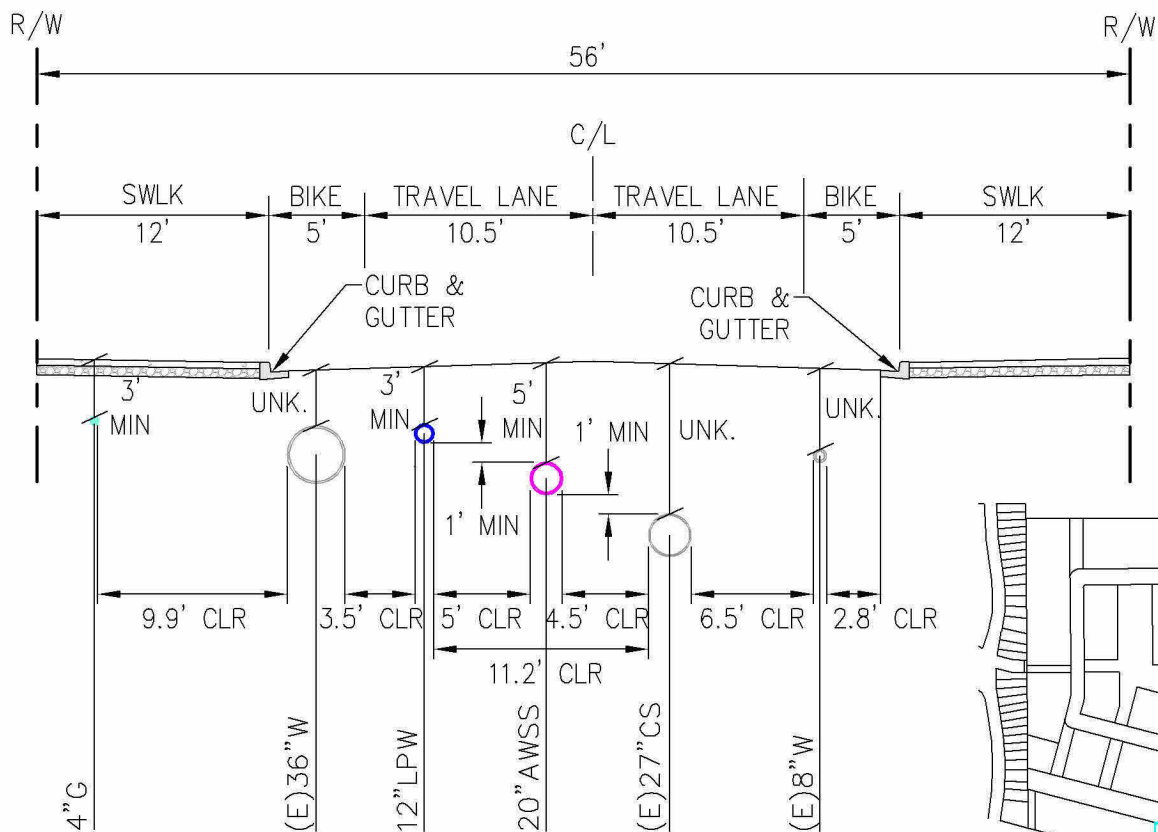 R/W
R/W
56'
C/L
SWLK
BIKE
TRAVEL LANE
TRAVEL LANE
BIKE
SWLK
12'
5'
10.5'
10.5'
5'
12'
CURB &
GUTTER
CURB &
GUTTER
3'
MIN
UNK.
3'
MIN
5'
MIN
1' MIN
1' MIN
UNK.
UNK.
9.9' CLR
3.5' CLR
5' CLR
4.5' CLR
6.5' CLR
2.8' CLR
11.2' CLR
4"G
(E)36"W
12"LPW
20"AWSS
(E)27"CS
(E)8"W